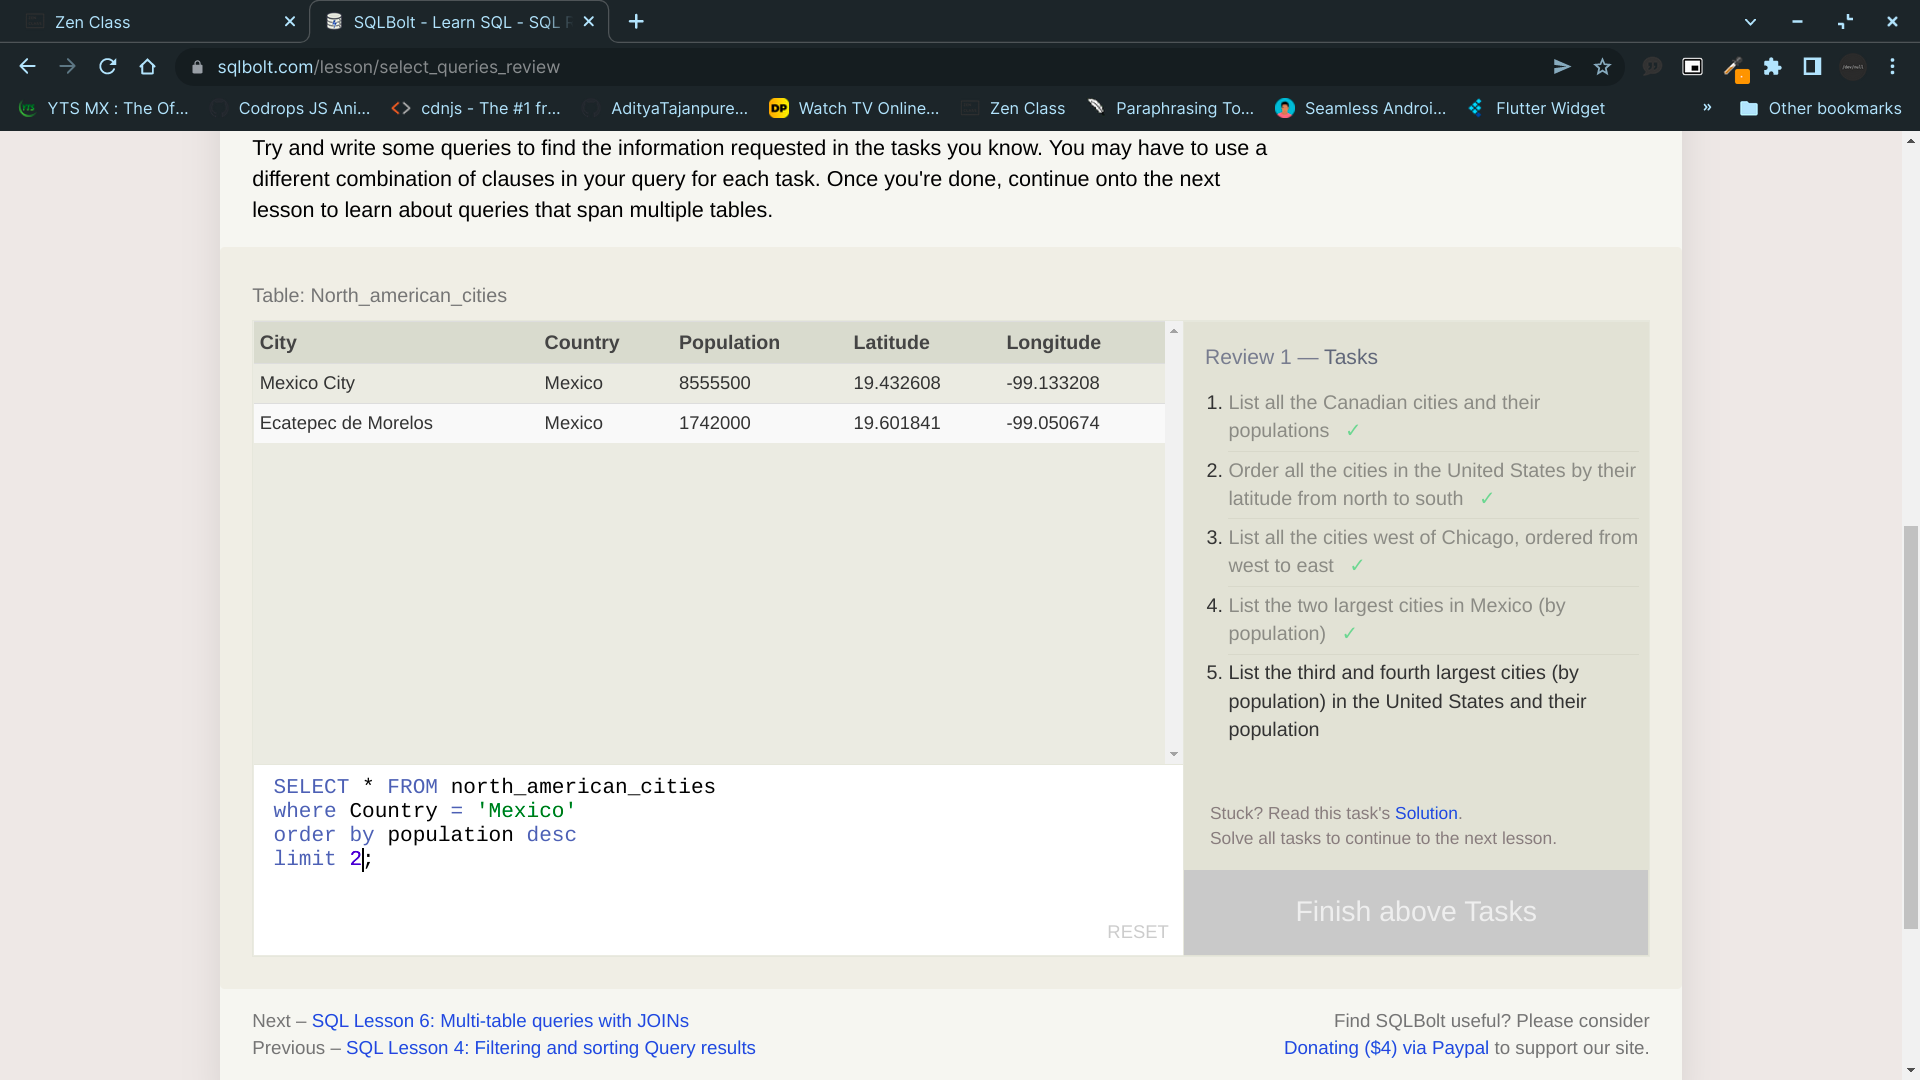 Zen Class
SQLBolt - Learn SQL - SQL
sqlbolt.com/lesson/select_queries_review
YTS MX : The Of... Codrops JS Ani... cdnjs - The #1 fr... AdityaTajanpure... DP Watch TV Online... Zen Class Paraphrasing To... Seamless Androi... Flutter Widget » Other bookmarks
Try and write some queries to find the information requested in the tasks you know. You may have to use a
different combination of clauses in your query for each task. Once you're done, continue onto the next
lesson to learn about queries that span multiple tables.
Table: North_american_cities
City Country Population Latitude Longitude
Mexico City Mexico 8555500 19.432608 -99.133208
Ecatepec de Morelos Mexico 1742000 19.601841 -99.050674
SELECT * FROM north_american_cities
where Country = 'Mexico'
order by population desc
limit 2;
RESET
Review 1 — Tasks
1. List all the Canadian cities and their
populations ✓
2. Order all the cities in the United States by their
latitude from north to south ✓
3. List all the cities west of Chicago, ordered from
west to east ✓
4. List the two largest cities in Mexico (by
population) ✓
5. List the third and fourth largest cities (by
population) in the United States and their
population
Stuck? Read this task's Solution.
Solve all tasks to continue to the next lesson.
Finish above Tasks
Next – SQL Lesson 6: Multi-table queries with JOINs
Previous – SQL Lesson 4: Filtering and sorting Query results
Find SQLBolt useful? Please consider
Donating ($4) via Paypal to support our site.